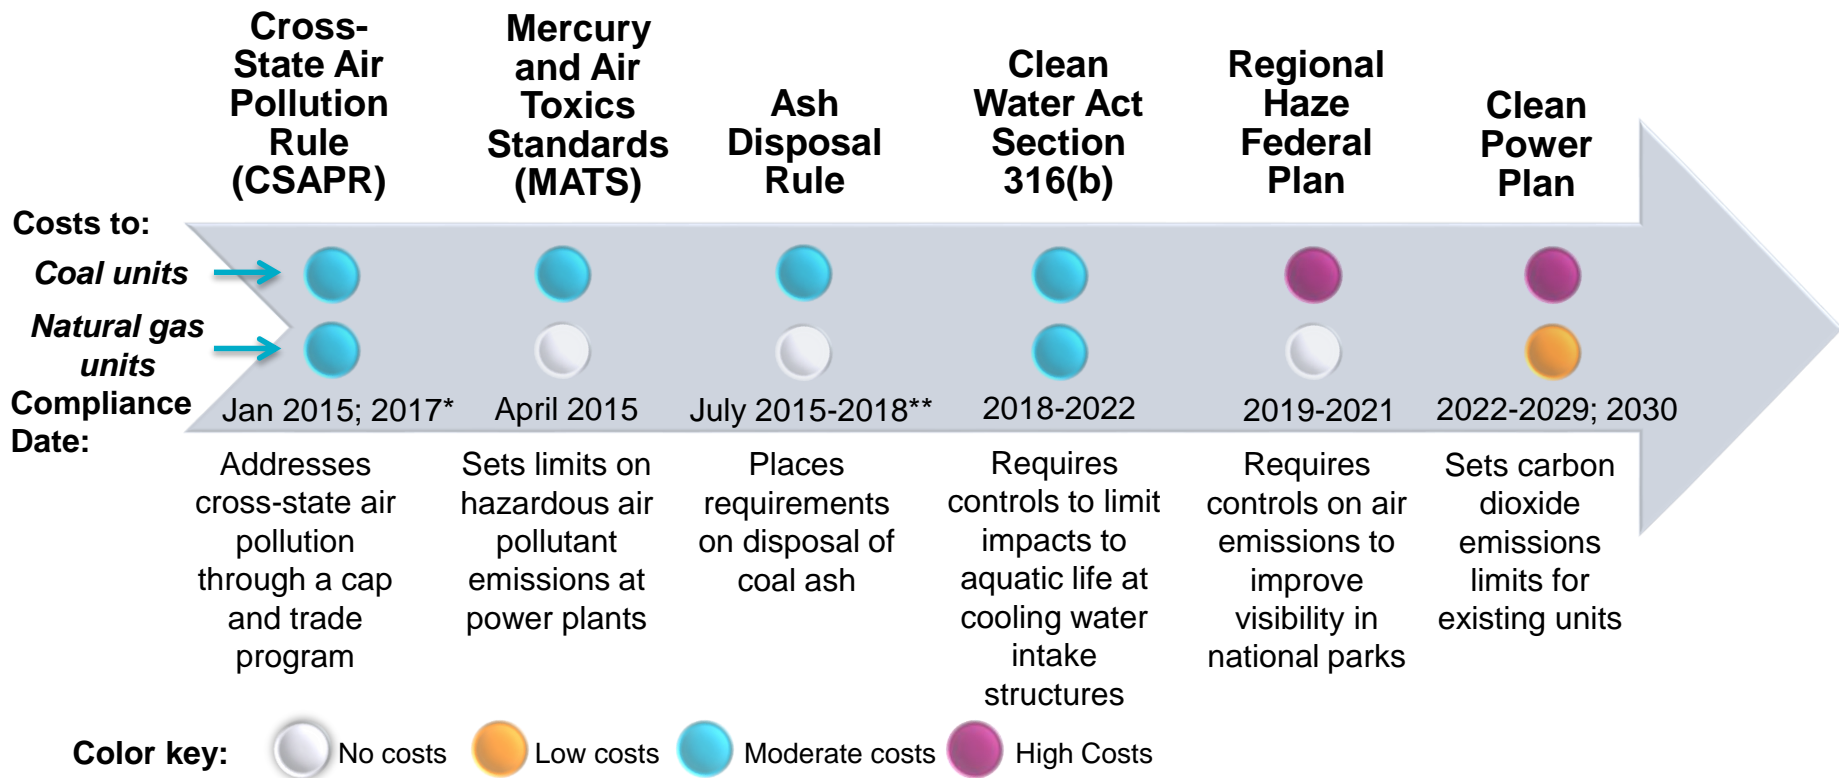 Cross-
State Air
Pollution
Rule
(CSAPR)
Mercury
and Air
Toxics
Standards
(MATS)
Ash
Disposal
Rule
Clean
Water Act
Section
316(b)
Regional
Haze
Federal
Plan
Clean
Power
Plan
Costs to:
Coal units
Natural gas
units
Compliance
Date:
Jan 2015; 2017*
April 2015
July 2015-2018**
2018-2022
2019-2021
2022-2029; 2030
Addresses
cross-state air
pollution
through a cap
and trade
program
Sets limits on
hazardous air
pollutant
emissions at
power plants
Places
requirements
on disposal of
coal ash
Requires
controls to limit
impacts to
aquatic life at
cooling water
intake
structures
Requires
controls on air
emissions to
improve
visibility in
national parks
Sets carbon
dioxide
emissions
limits for
existing units
Color key:
No costs
Low costs
Moderate costs
High Costs